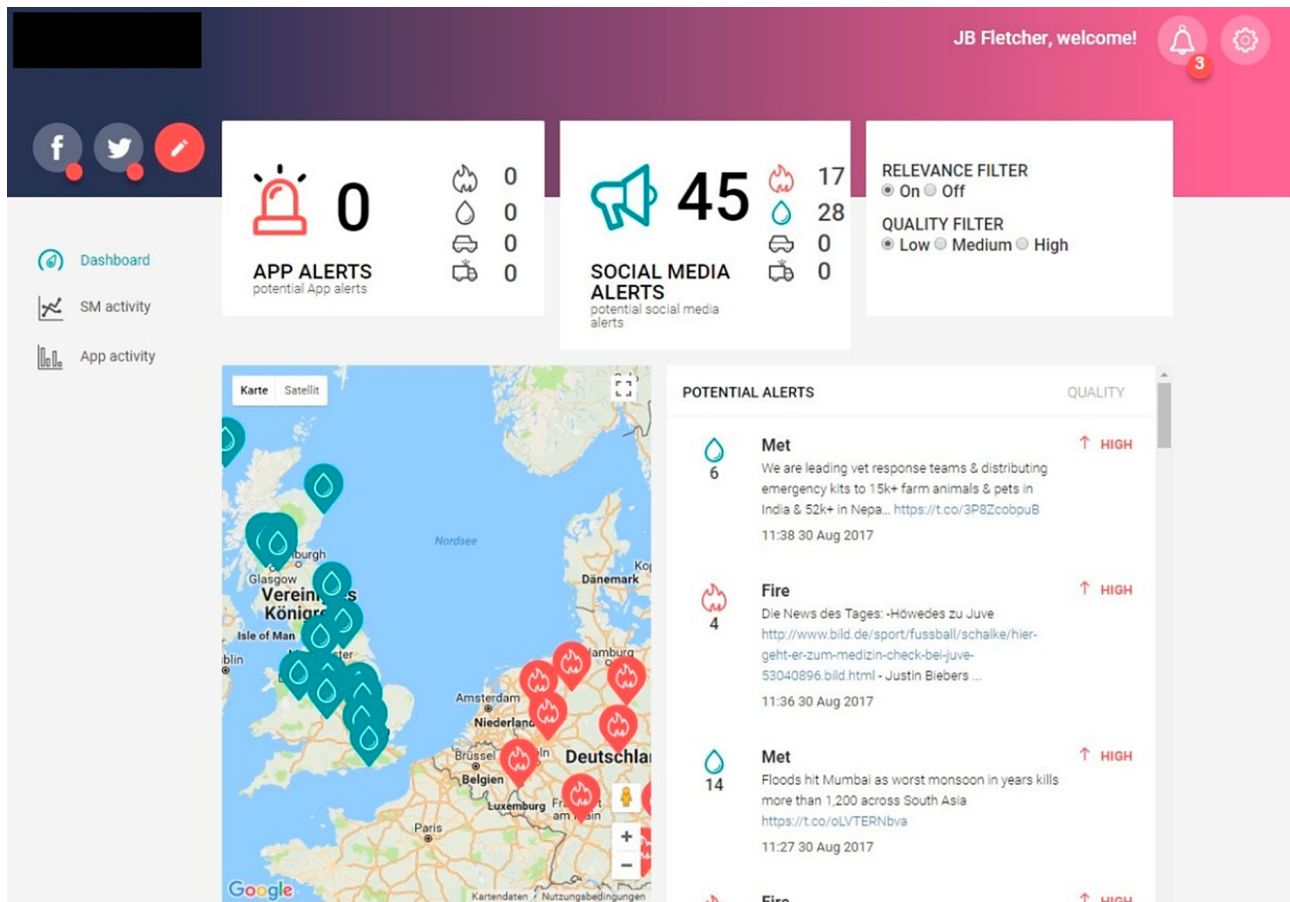 JB Fletcher, welcome!
3
f
0
0
0
0
0
APP ALERTS
potential App alerts
45
17
28
0
0
SOCIAL MEDIA
ALERTS
potential social media
alerts
RELEVANCE FILTER
On Off
QUALITY FILTER
Low Medium High
Dashboard
SM activity
App activity
Karte Satellit
Nordsee
burgh
Glasgow
Isle of Man
blin
Dänemark
amburg
Amsterdam
Niederlan
Brüssel
Belgien
Deutschla
Luxemburg
am
Paris
Google
Kartendaten / Nutzungsbedingungen
POTENTIAL ALERTS QUALITY
Met HIGH
6
We are leading vet response teams & distributing
emergency kits to 15k+ farm animals & pets in
India & 52k+ in Nepa... https://t.co/3P8ZcobpuB
11:38 30 Aug 2017
Fire HIGH
4
Die News des Tages: -Höwedes zu Juve
http://www.bild.de/sport/fussball/schalke/hier-
geht-er-zum-medizin-check-bei-juve-
53040896.bild.html - Justin Biebers ...
11:36 30 Aug 2017
Met HIGH
14
Floods hit Mumbai as worst monsoon in years kills
more than 1,200 across South Asia
https://t.co/oLVTERNbva
11:27 30 Aug 2017
Fire HIGH